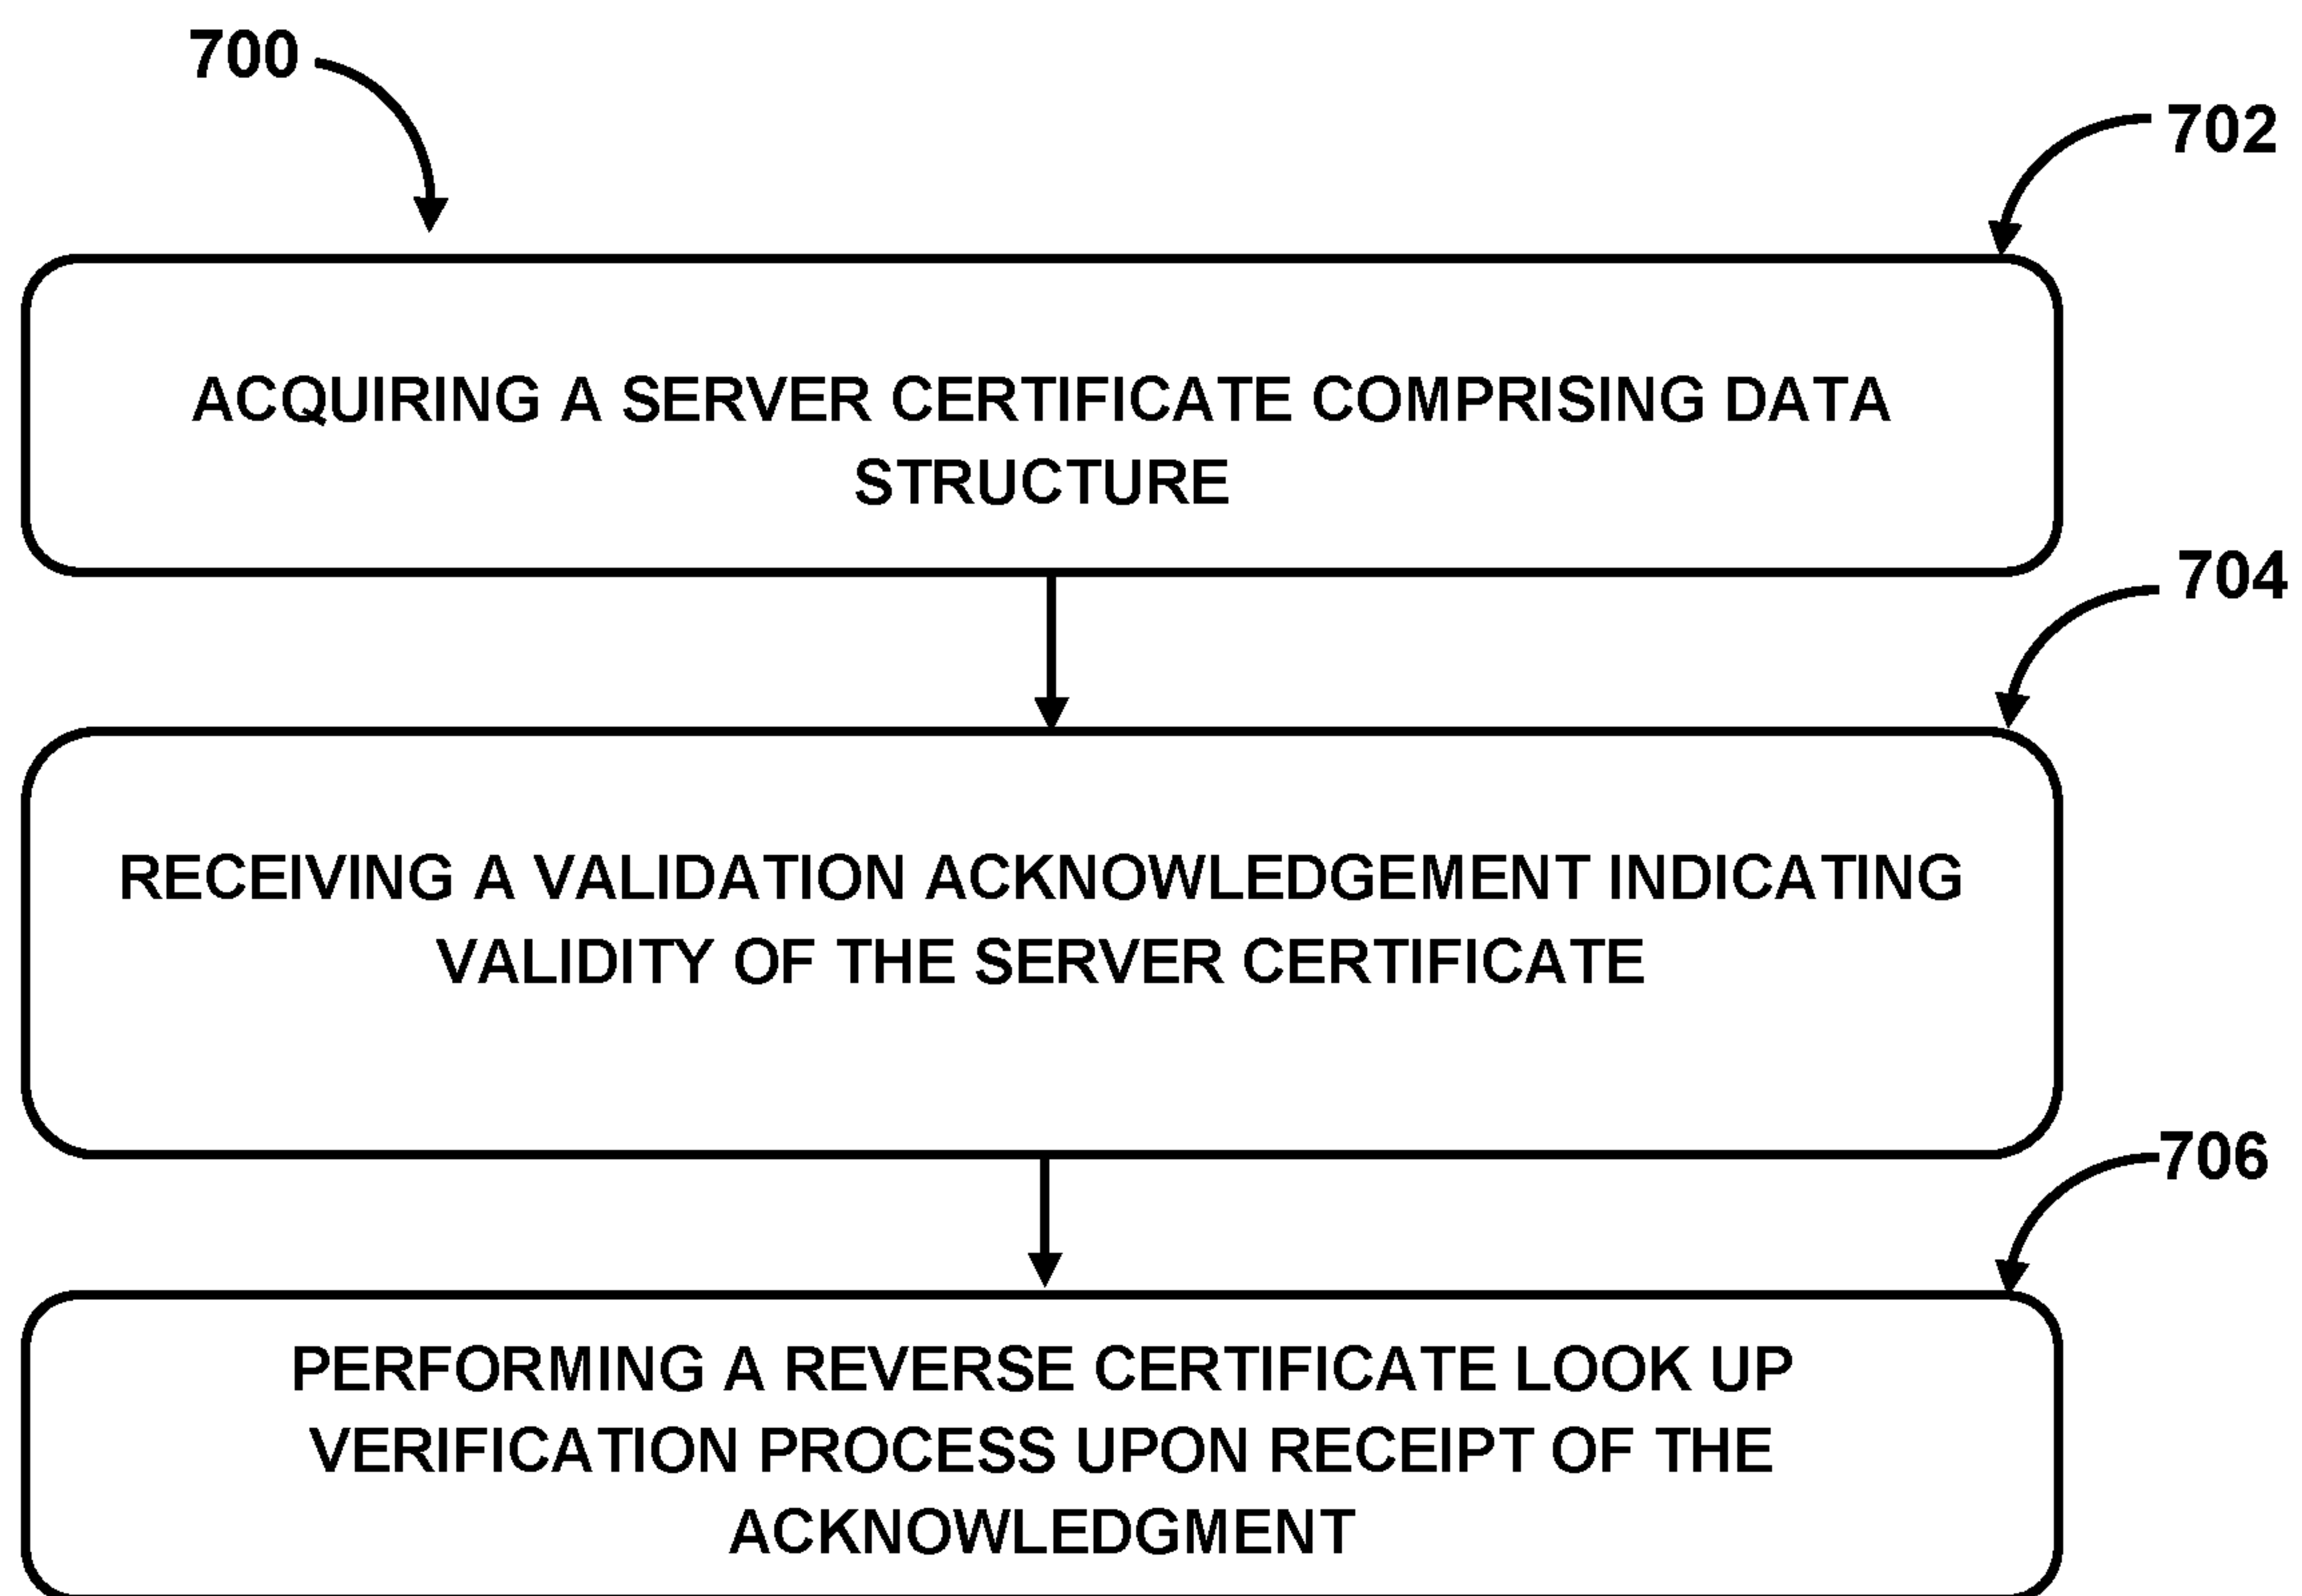 700
702
ACQUIRING A SERVER CERTIFICATE COMPRISING DATA
STRUCTURE
704
RECEIVING A VALIDATION ACKNOWLEDGEMENT INDICATING
VALIDITY OF THE SERVER CERTIFICATE
706
PERFORMING A REVERSE CERTIFICATE LOOK UP
VERIFICATION PROCESS UPON RECEIPT OF THE
ACKNOWLEDGMENT